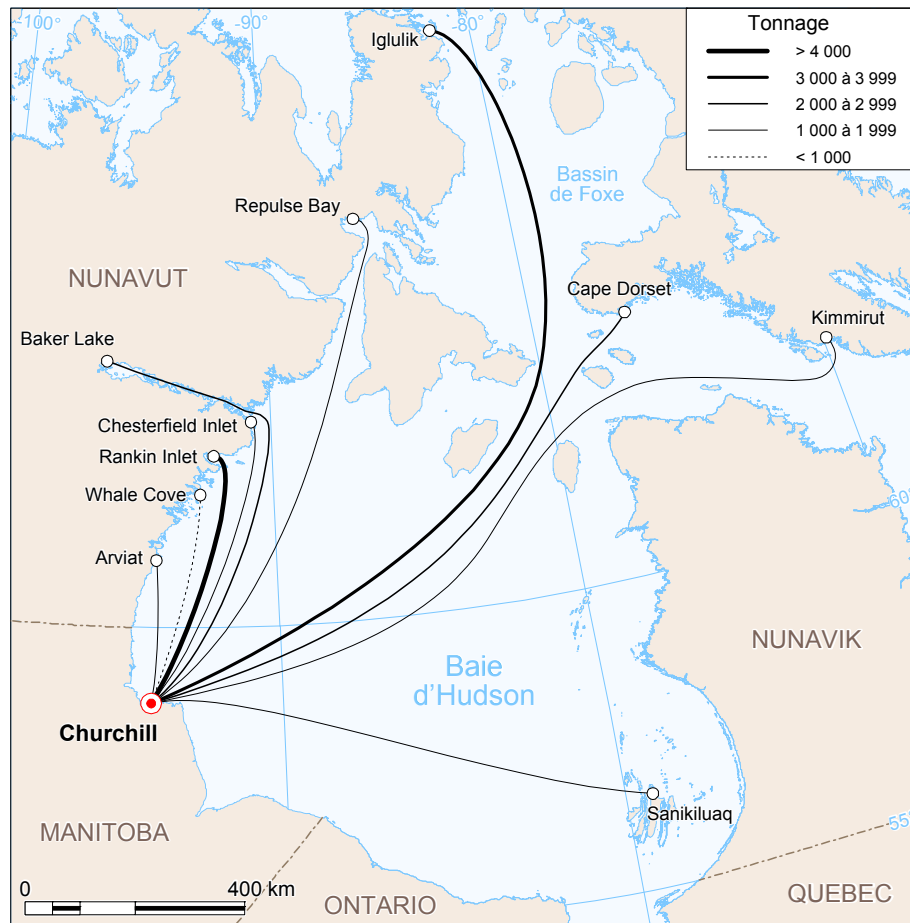 -100°
-90°
-80°
Tonnage
> 4 000
3 000 à 3 999
2 000 à 2 999
1 000 à 1 999
< 1 000
Iglulik
Bassin
de Foxe
Repulse Bay
NUNAVUT
Cape Dorset
Kimmirut
Baker Lake
Chesterfield Inlet
Rankin Inlet
Whale Cove
60°
Arviat
NUNAVIK
Baie
d'Hudson
Churchill
Sanikiluaq
MANITOBA
55°
0
400 km
ONTARIO
QUEBEC